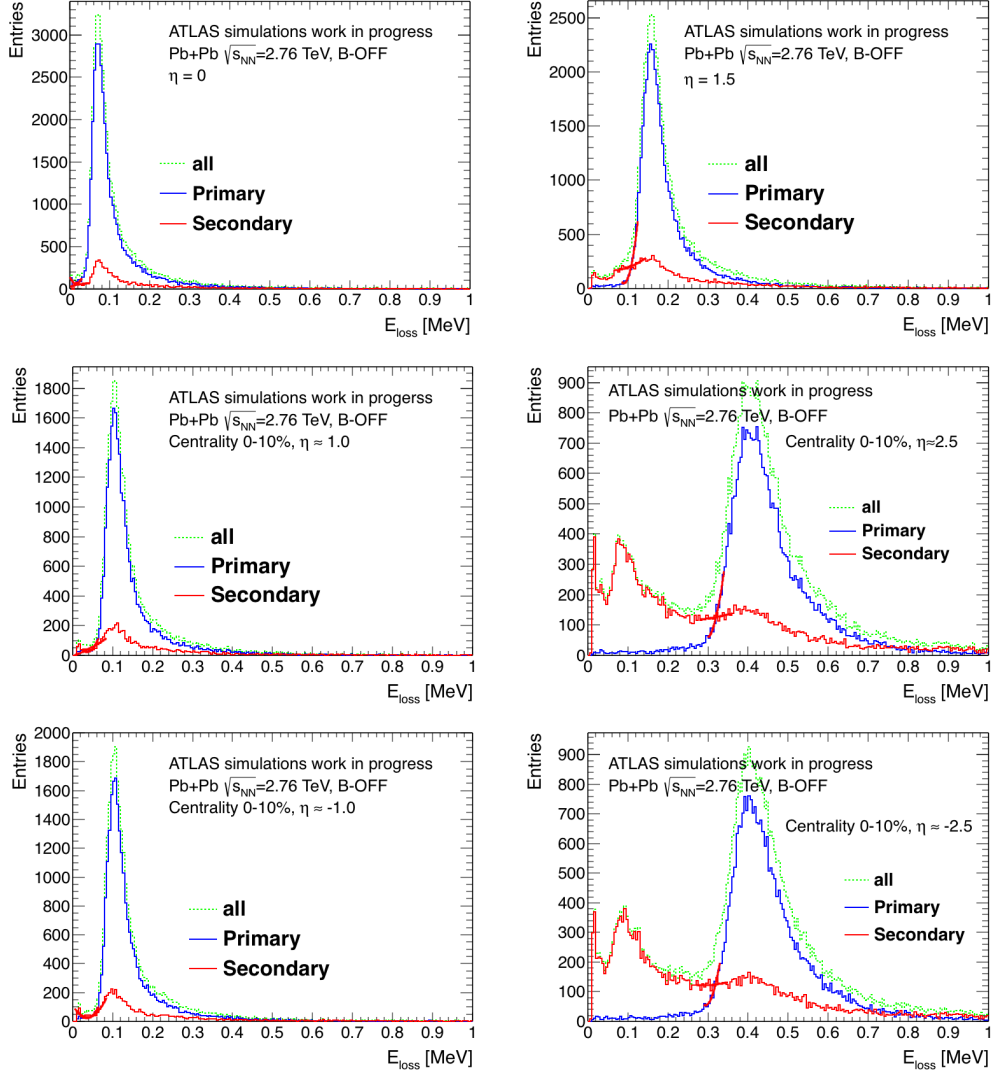 Entries
3000
2500
2000
1500
1000
500
0
ATLAS simulations work in progress
Pb+Pb √sNN=2.76 TeV, B-OFF
η = 0
all
Primary
Secondary
0 0.1 0.2 0.3 0.4 0.5 0.6 0.7 0.8 0.9 1
Eloss [MeV]
Entries
2500
2000
1500
1000
500
0
ATLAS simulations work in progress
Pb+Pb √sNN=2.76 TeV, B-OFF
η = 1.5
all
Primary
Secondary
0 0.1 0.2 0.3 0.4 0.5 0.6 0.7 0.8 0.9 1
Eloss [MeV]
Entries
1800
1600
1400
1200
1000
800
600
400
200
0
ATLAS simulations work in progerss
Pb+Pb √sNN=2.76 TeV, B-OFF
Centrality 0-10%, η ≈ 1.0
all
Primary
Secondary
0 0.1 0.2 0.3 0.4 0.5 0.6 0.7 0.8 0.9 1
Eloss [MeV]
Entries
900
800
700
600
500
400
300
200
100
0
ATLAS simulations work in progress
Pb+Pb √sNN=2.76 TeV, B-OFF
Centrality 0-10%, η≈2.5
all
Primary
Secondary
0 0.1 0.2 0.3 0.4 0.5 0.6 0.7 0.8 0.9 1
Eloss [MeV]
Entries
2000
1800
1600
1400
1200
1000
800
600
400
200
0
ATLAS simulations work in progress
Pb+Pb √sNN=2.76 TeV, B-OFF
Centrality 0-10%, η ≈ -1.0
all
Primary
Secondary
0 0.1 0.2 0.3 0.4 0.5 0.6 0.7 0.8 0.9 1
Eloss [MeV]
Entries
900
800
700
600
500
400
300
200
100
0
ATLAS simulations work in progress
Pb+Pb √sNN=2.76 TeV, B-OFF
Centrality 0-10%, η ≈ -2.5
all
Primary
Secondary
0 0.1 0.2 0.3 0.4 0.5 0.6 0.7 0.8 0.9 1
Eloss [MeV]